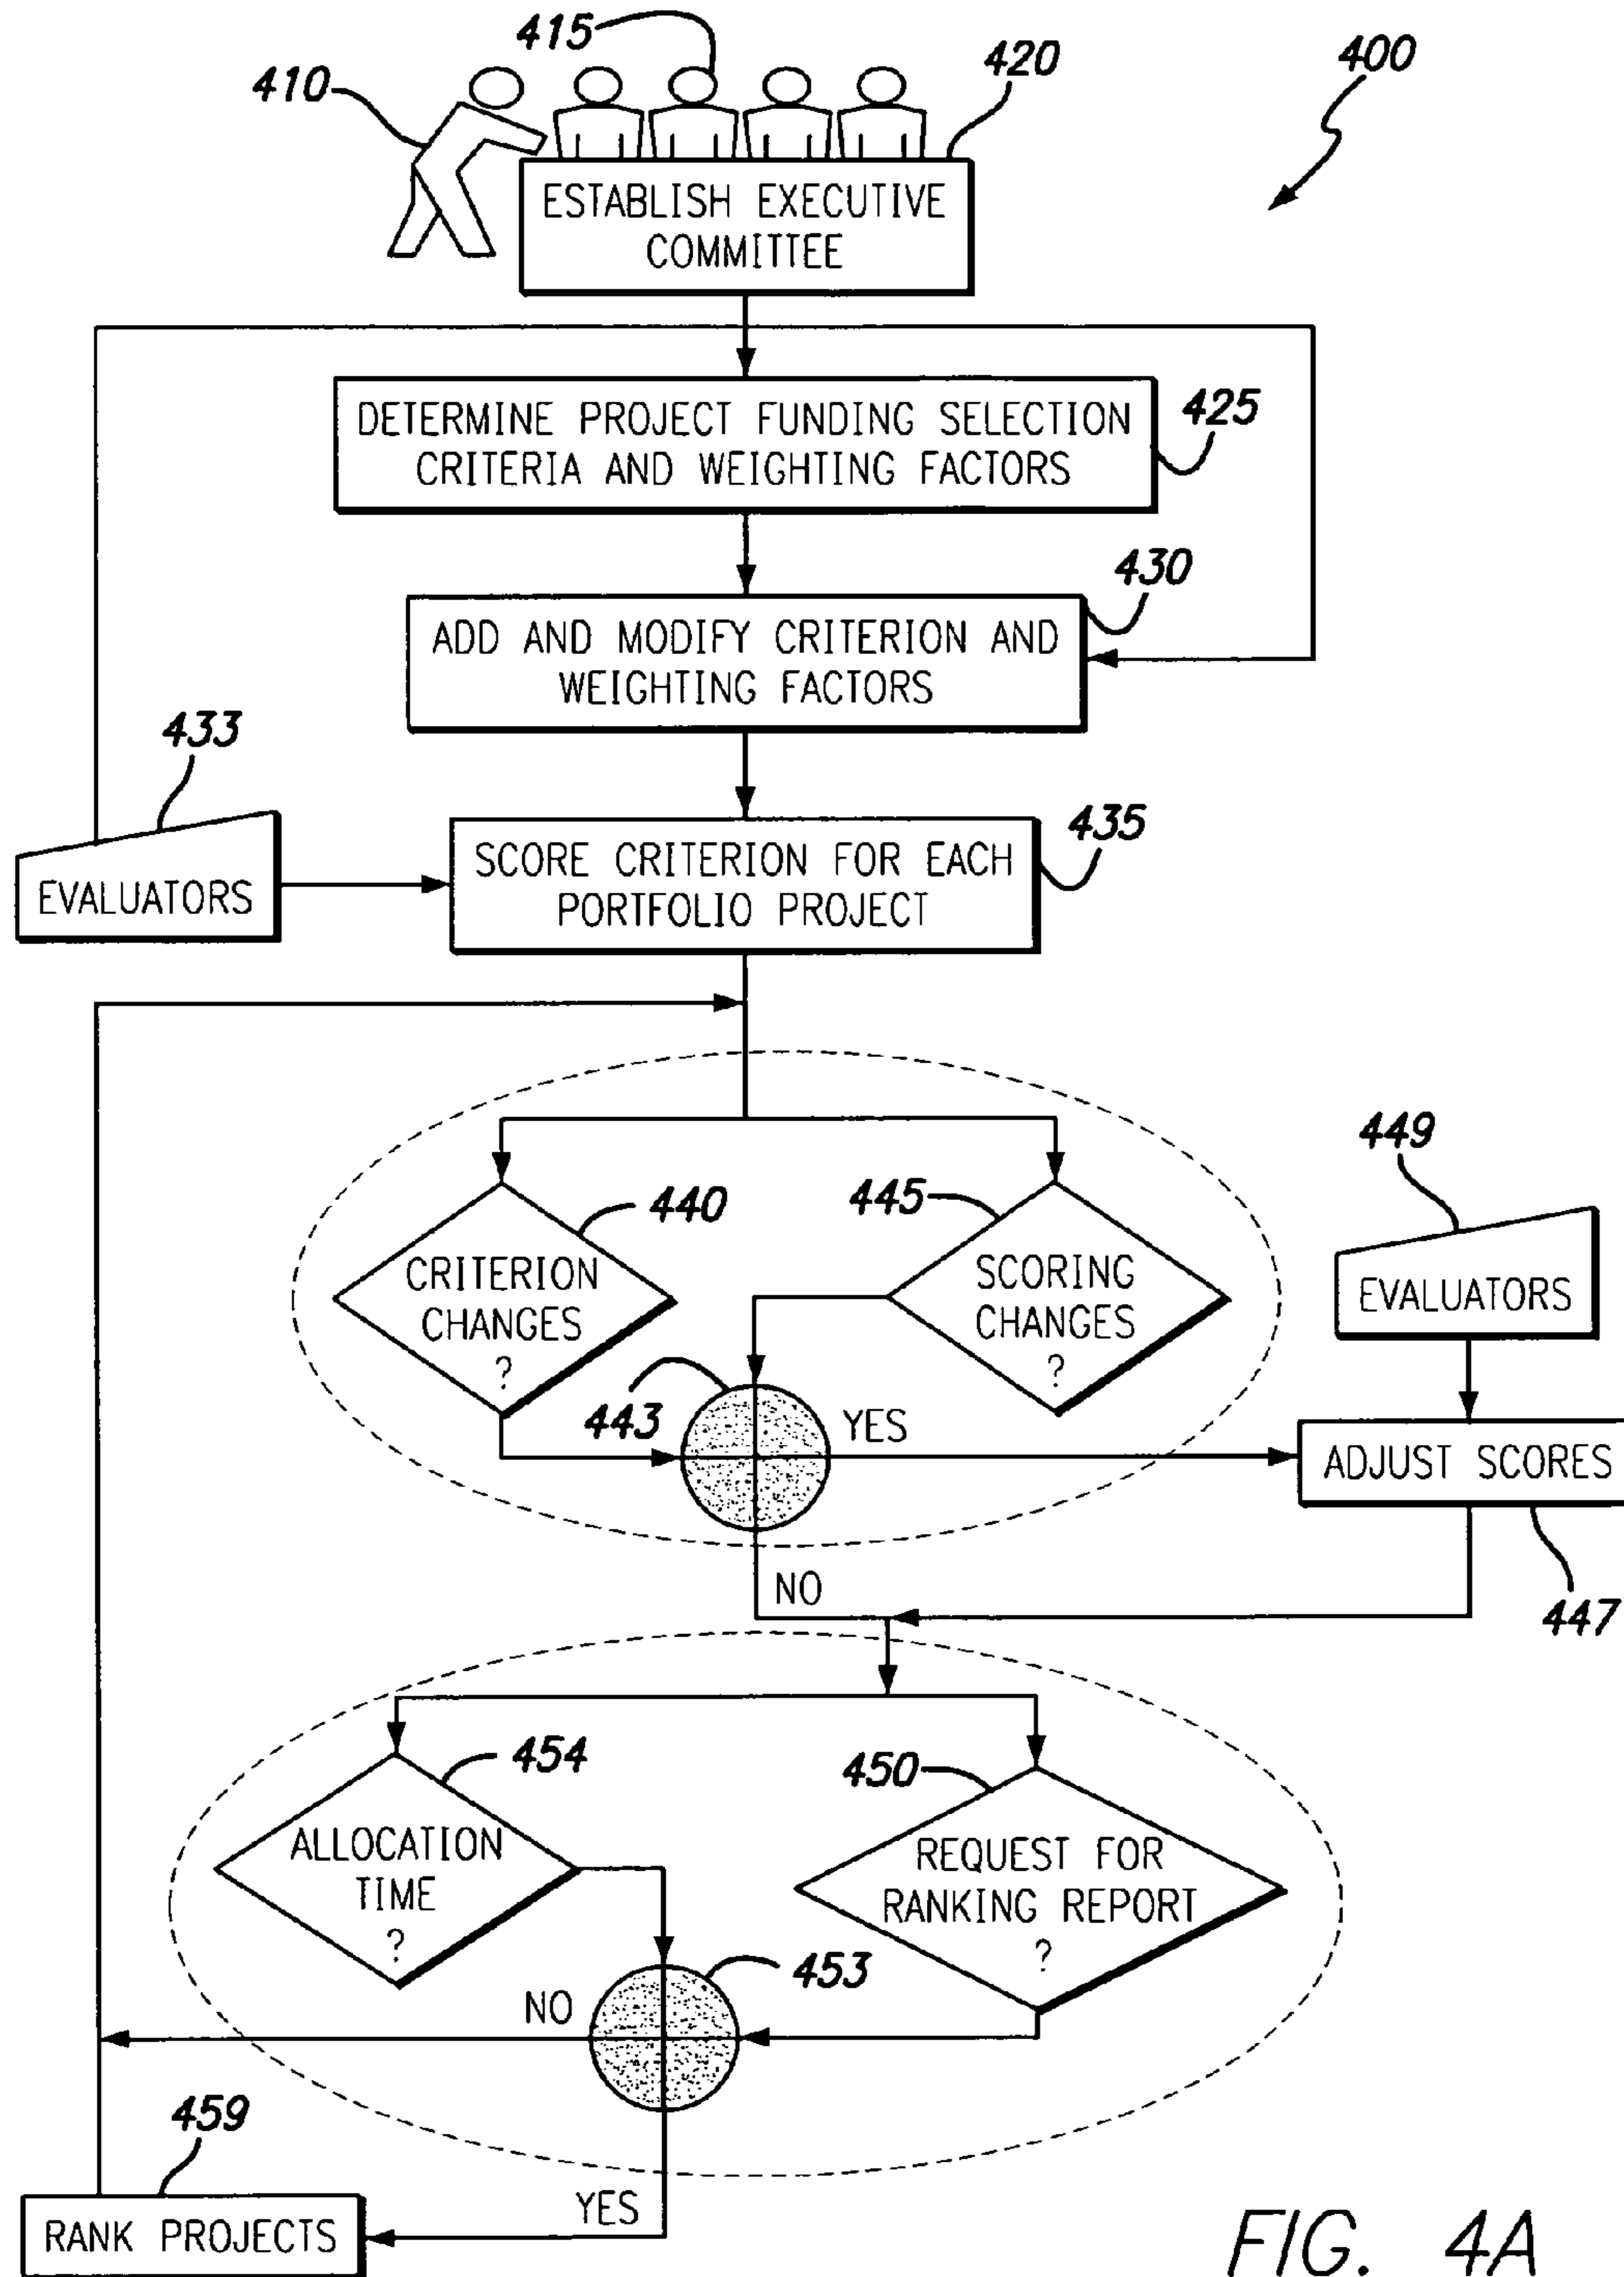 415
420
400
410
ESTABLISH EXECUTIVE
COMMITTEE
DETERMINE PROJECT FUNDING SELECTION
CRITERIA AND WEIGHTING FACTORS
425
430
ADD AND MODIFY CRITERION AND
WEIGHTING FACTORS
433
EVALUATORS
SCORE CRITERION FOR EACH
PORTFOLIO PROJECT
435
440
445
449
CRITERION
CHANGES
?
SCORING
CHANGES
?
EVALUATORS
443
YES
ADJUST SCORES
NO
447
454
450
ALLOCATION
TIME
?
REQUEST FOR
RANKING REPORT
?
453
NO
459
YES
RANK PROJECTS
FIG. 4A